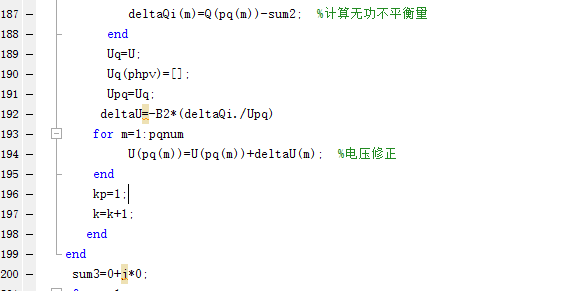 187 – deltaQi(m)=Q(pq(m))-sum2; %计算无功不平衡量
188 – end
189 – Uq=U;
190 – Uq(phpv)=[];
191 – Upq=Uq;
192 – deltaU=-B2*(deltaQi./Upq)
193 – for m=1:pqnum
194 – U(pq(m))=U(pq(m))+deltaU(m); %电压修正
195 – end
196 – kp=1;
197 – k=k+1;
198 – end
199 – end
200 – sum3=0+j*0;